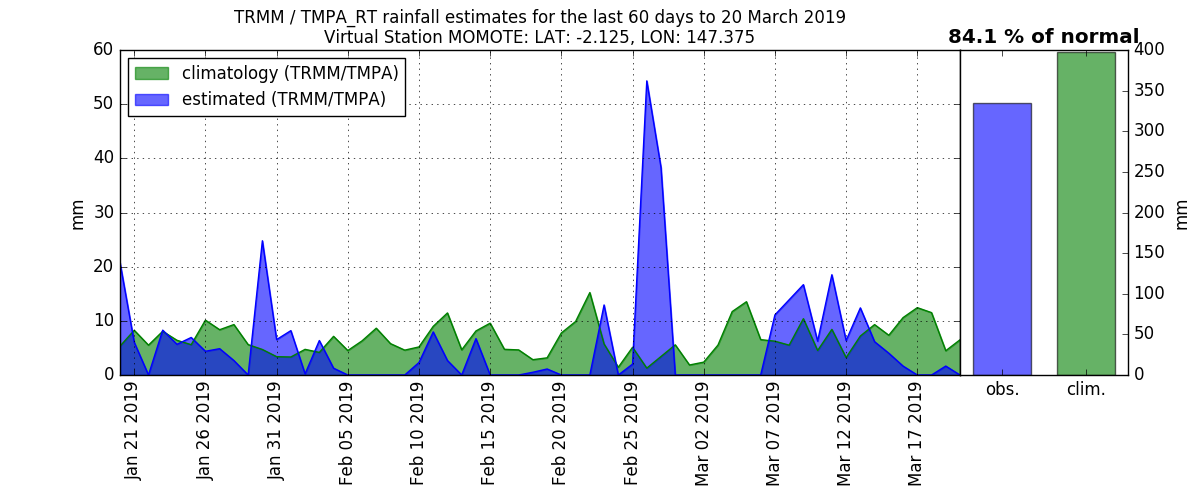 TRMM / TMPA_RT rainfall estimates for the last 60 days to 20 March 2019
Virtual Station MOMOTE: LAT: -2.125, LON: 147.375
84.1 % of normal
climatology (TRMM/TMPA)
estimated (TRMM/TMPA)
60
50
40
30
20
10
0
mm
400
350
300
250
200
150
100
50
0
mm
Jan 21 2019
Jan 26 2019
Jan 31 2019
Feb 05 2019
Feb 10 2019
Feb 15 2019
Feb 20 2019
Feb 25 2019
Mar 02 2019
Mar 07 2019
Mar 12 2019
Mar 17 2019
obs.
clim.